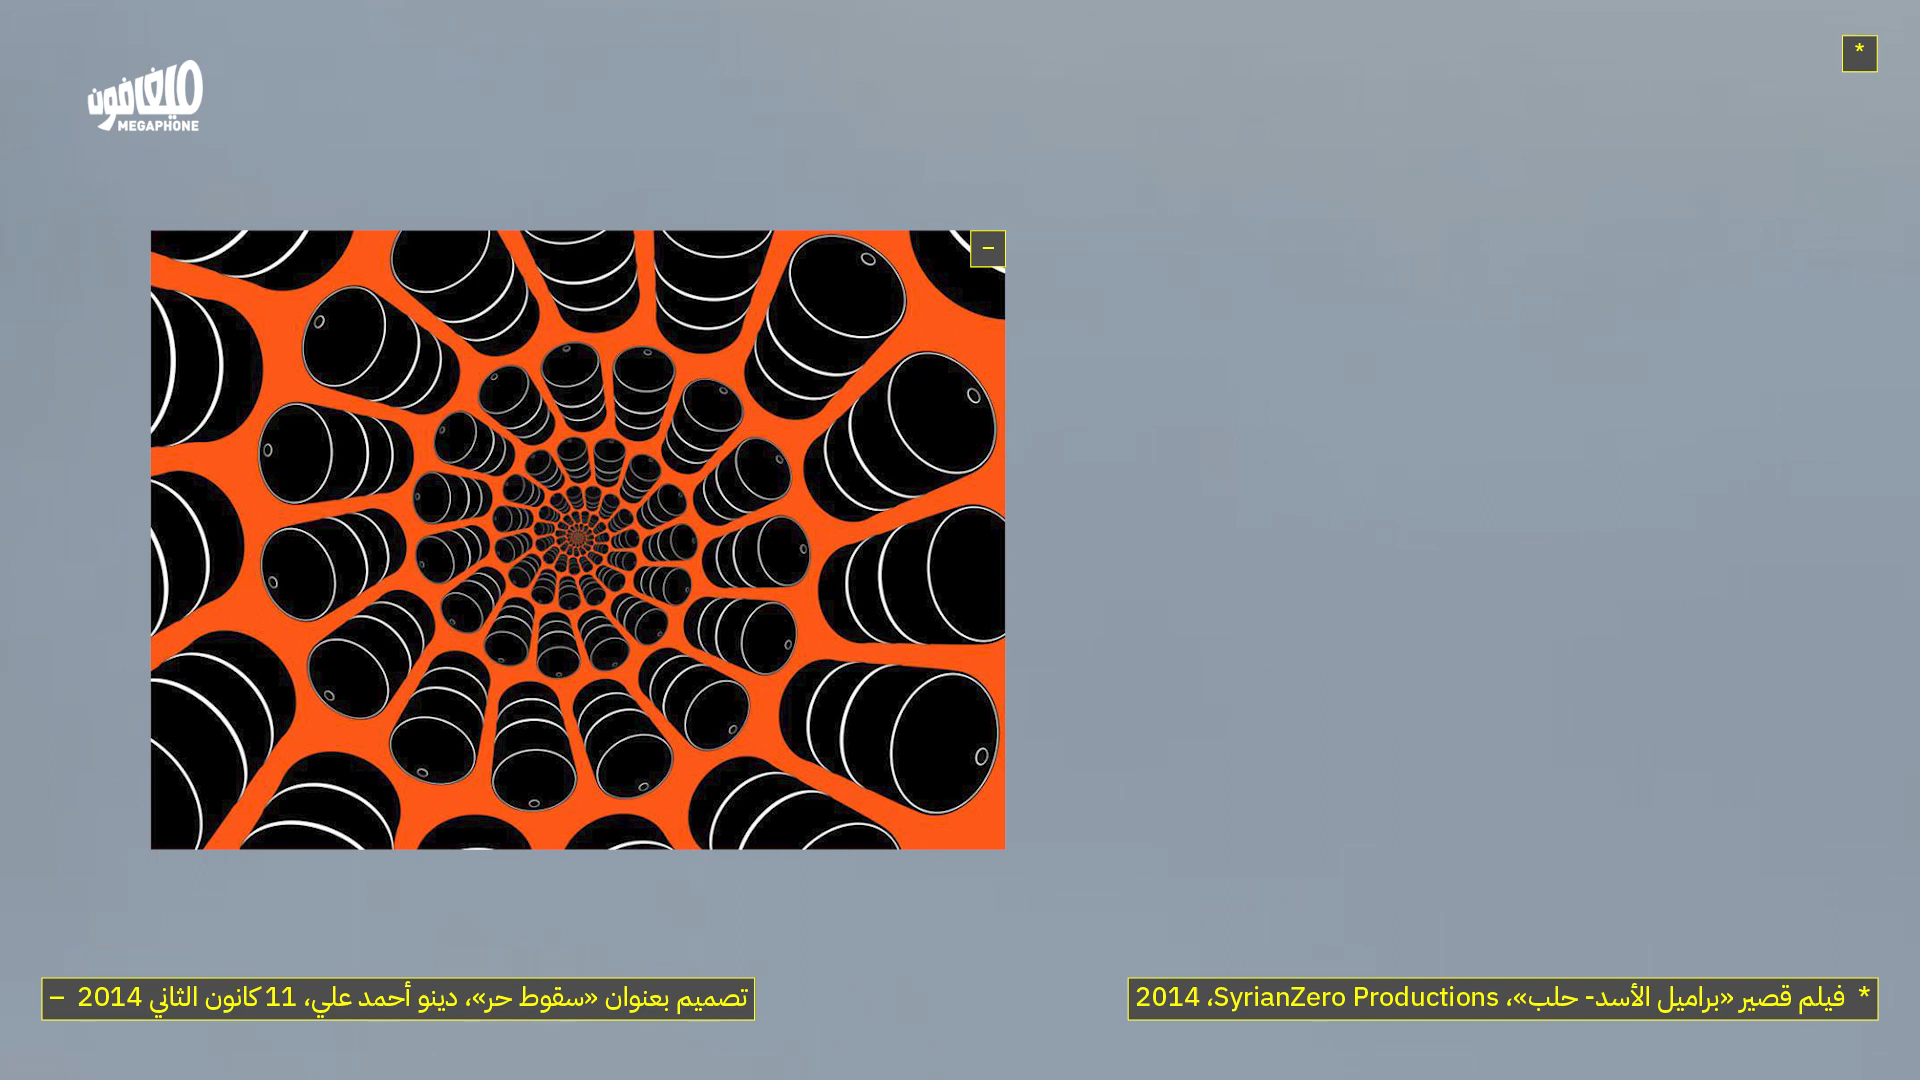 ميغافون
MEGAPHONE
*
–
* فيلم قصير «براميل الأسد- حلب»، SyrianZero Productions، 2014
تصميم بعنوان «سقوط حر»، دينو أحمد علي، 11 كانون الثاني 2014 –